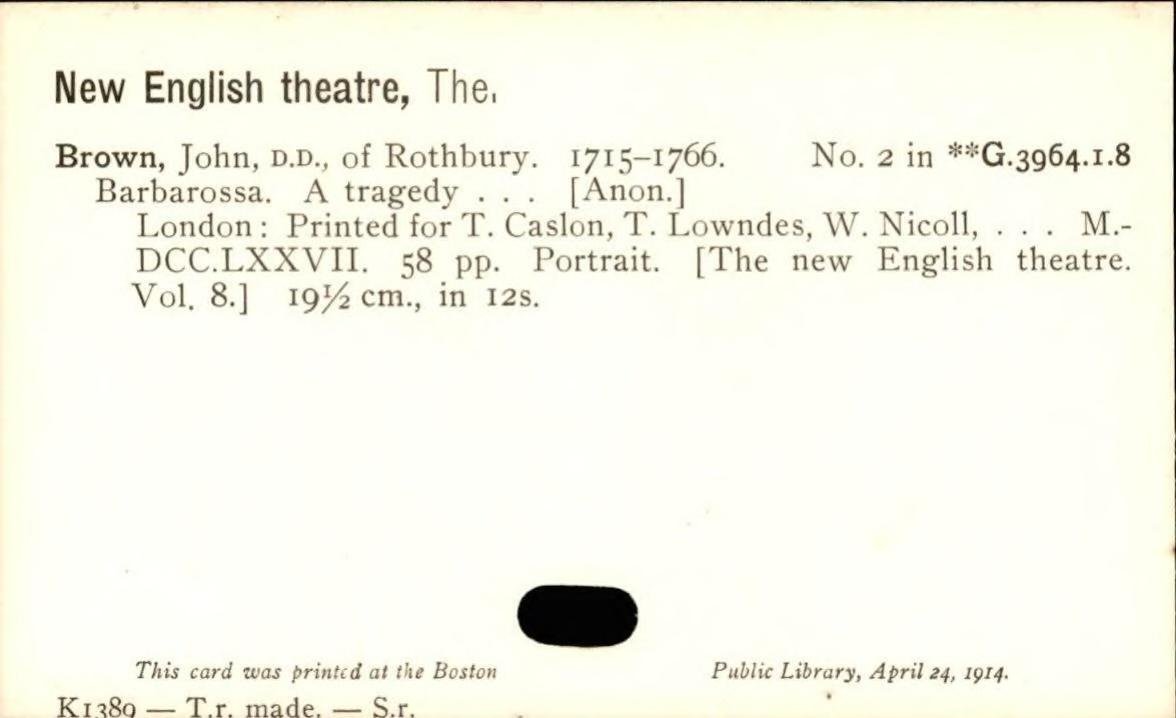 New English theatre, The.
Brown, John, D.D., of Rothbury. 1715–1766. No. 2 in **G.3964.1.8
Barbarossa. A tragedy . . . [Anon.]
London: Printed for T. Caslon, T. Lowndes, W. Nicoll, . . . M.-
DCC.LXXVII. 58 pp. Portrait. [The new English theatre.
Vol. 8.] 19½ cm., in 12s.
This card was printed at the Boston Public Library, April 24, 1914.
K1389 — T.r. made. — S.r.